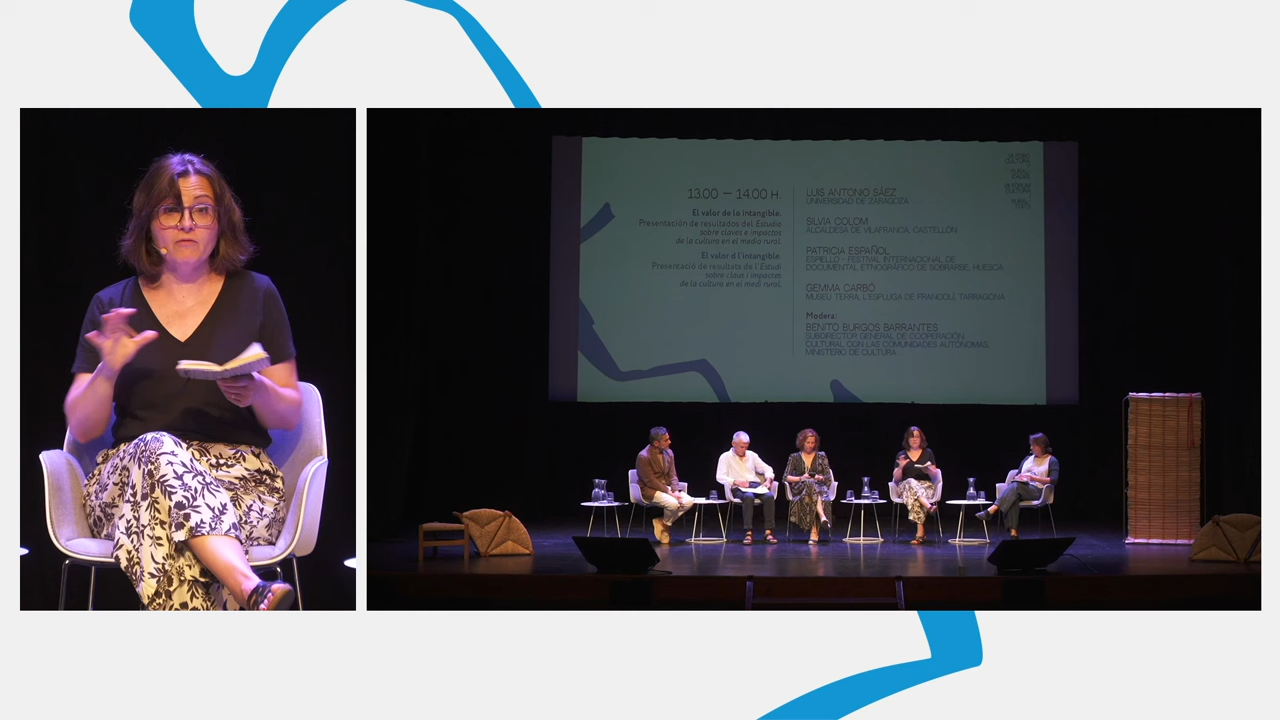 13.00 – 14.00 H.
El valor de lo intangible.
Presentación de resultados del Estudio
sobre claves e impactos
de la cultura en el medio rural.
El valor d l'intangible.
Presentació de resultats de l'Estudi
sobre claus i impactes
de la cultura en el medi rural.
LUIS ANTONIO SÁEZ
UNIVERSIDAD DE ZARAGOZA
SILVIA COLOM
ALCALDESA DE VILAFRANCA, CASTELLÓN
PATRICIA ESPAÑOL
ESPIELLO - FESTIVAL INTERNACIONAL DE
DOCUMENTAL ETNOGRÁFICO DE SOBRARBE, HUESCA
GEMMA CARBÓ
MUSEU TERRA, L'ESPLUGA DE FRANCOLÍ, TARRAGONA
Modera:
BENITO BURGOS BARRANTES
SUBDIRECTOR GENERAL DE COOPERACIÓN
CULTURAL CON LAS COMUNIDADES AUTÓNOMAS,
MINISTERIO DE CULTURA